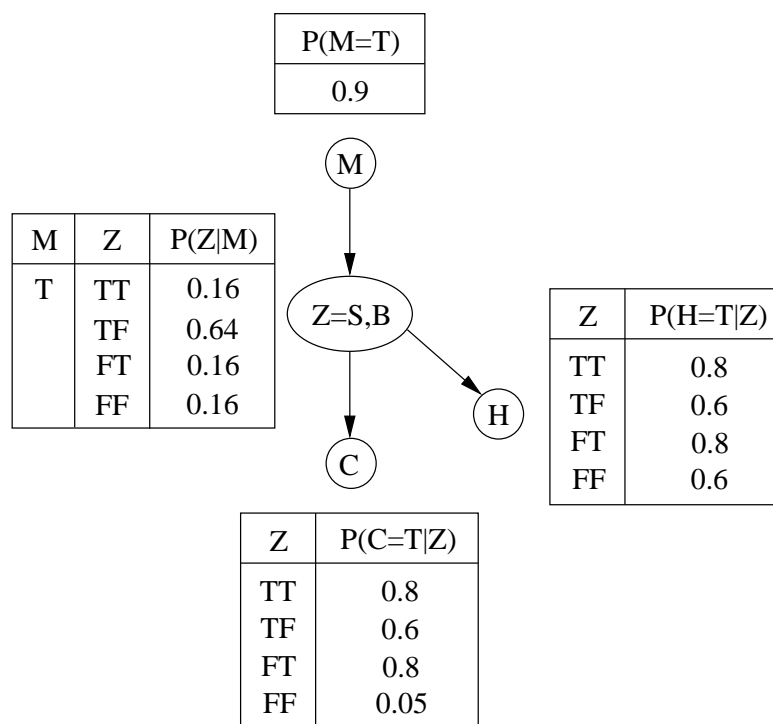 P(M=T)
0.9
M
M Z P(Z|M)
T TT 0.16
TF 0.64
FT 0.16
FF 0.16
Z=S,B
Z P(H=T|Z)
TT 0.8
TF 0.6
FT 0.8
FF 0.6
H
C
Z P(C=T|Z)
TT 0.8
TF 0.6
FT 0.8
FF 0.05